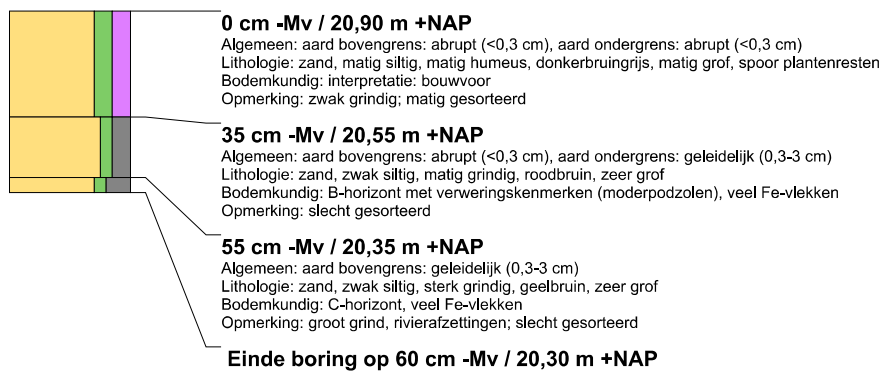 0 cm -Mv / 20,90 m +NAP
Algemeen: aard bovengrens: abrupt (<0,3 cm), aard ondergrens: abrupt (<0,3 cm)
Lithologie: zand, matig siltig, matig humeus, donkerbruingrijs, matig grof, spoor plantenresten
Bodemkundig: interpretatie: bouwvoor
Opmerking: zwak grindig; matig gesorteerd
35 cm -Mv / 20,55 m +NAP
Algemeen: aard bovengrens: abrupt (<0,3 cm), aard ondergrens: geleidelijk (0,3-3 cm)
Lithologie: zand, zwak siltig, matig grindig, roodbruin, zeer grof
Bodemkundig: B-horizont met verweringskenmerken (moderpodzolen), veel Fe-vlekken
Opmerking: slecht gesorteerd
55 cm -Mv / 20,35 m +NAP
Algemeen: aard bovengrens: geleidelijk (0,3-3 cm)
Lithologie: zand, zwak siltig, sterk grindig, geelbruin, zeer grof
Bodemkundig: C-horizont, veel Fe-vlekken
Opmerking: groot grind, rivierafzettingen; slecht gesorteerd
Einde boring op 60 cm -Mv / 20,30 m +NAP